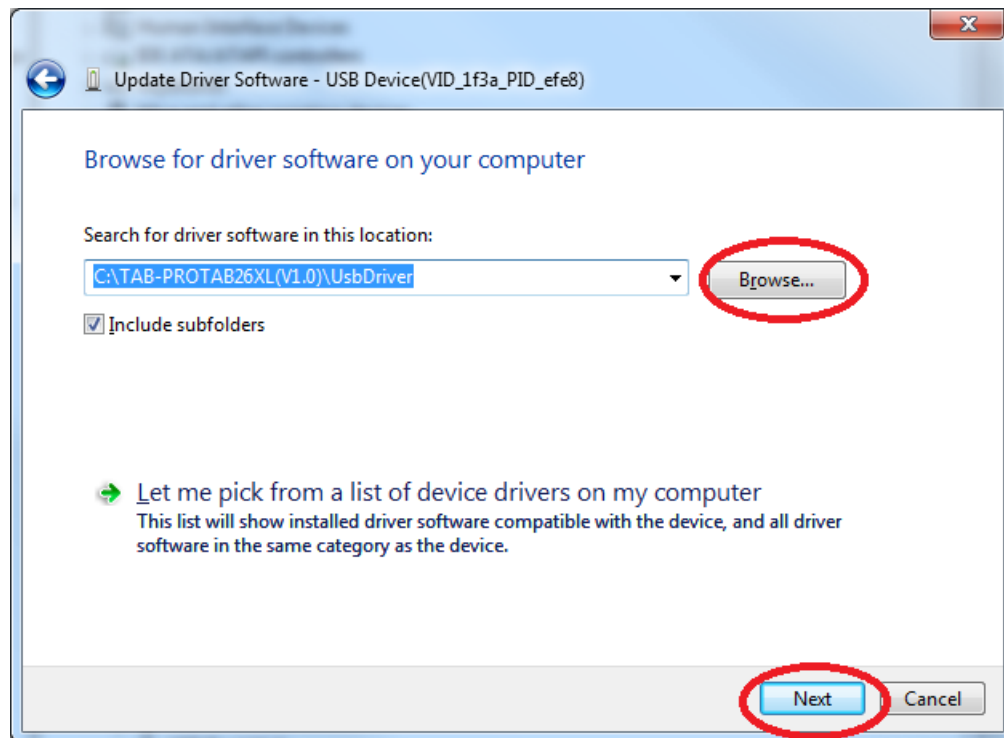 Update Driver Software - USB Device(VID_1f3a_PID_efe8)
Browse for driver software on your computer
Search for driver software in this location:
C:\TAB-PROTAB26XL(V1.0)\UsbDriver
Browse...
Include subfolders
Let me pick from a list of device drivers on my computer
This list will show installed driver software compatible with the device, and all driver
software in the same category as the device.
Next
Cancel